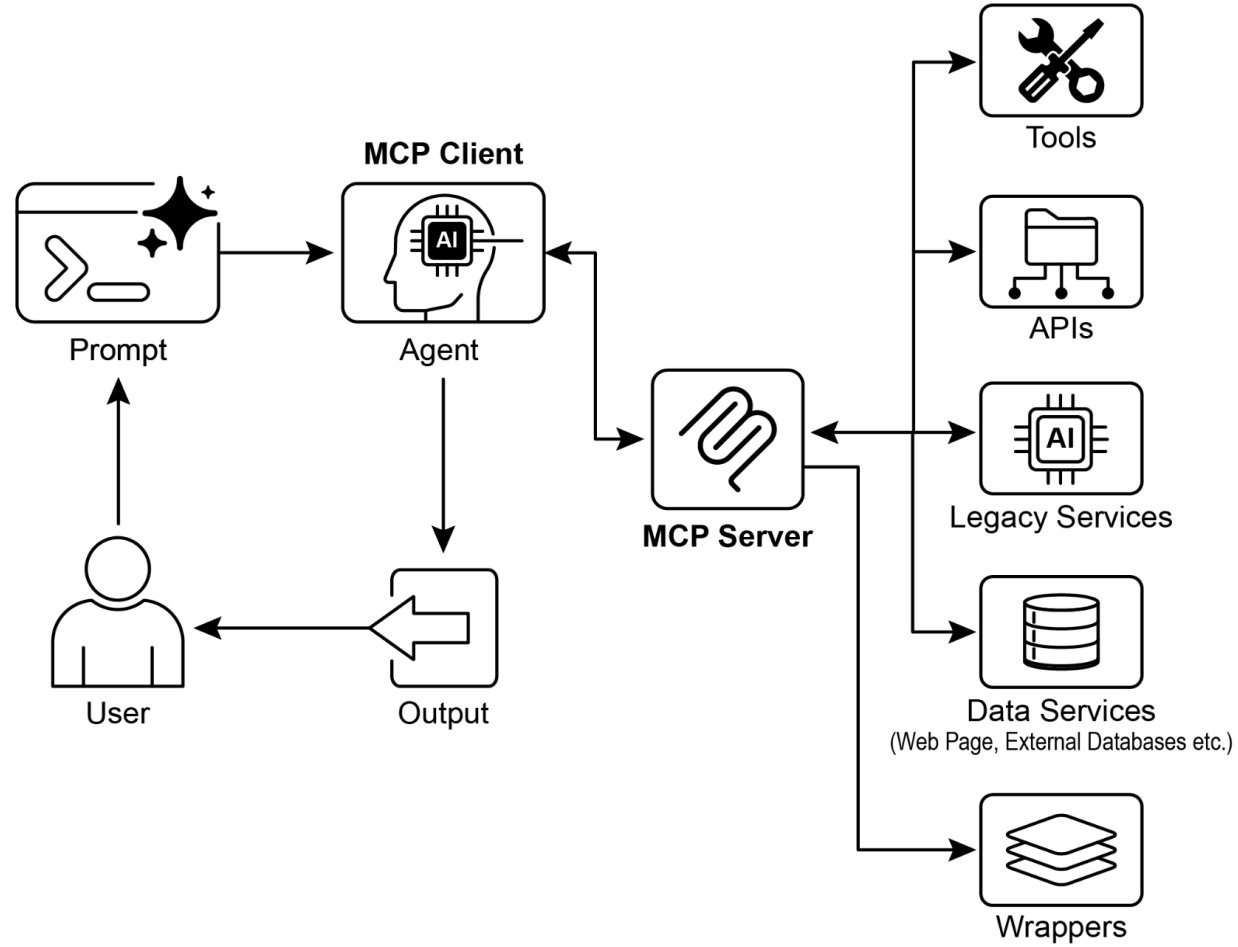 Tools
MCP Client
AI
APIs
Prompt
Agent
AI
Legacy Services
MCP Server
User
Output
Data Services
(Web Page, External Databases etc.)
Wrappers